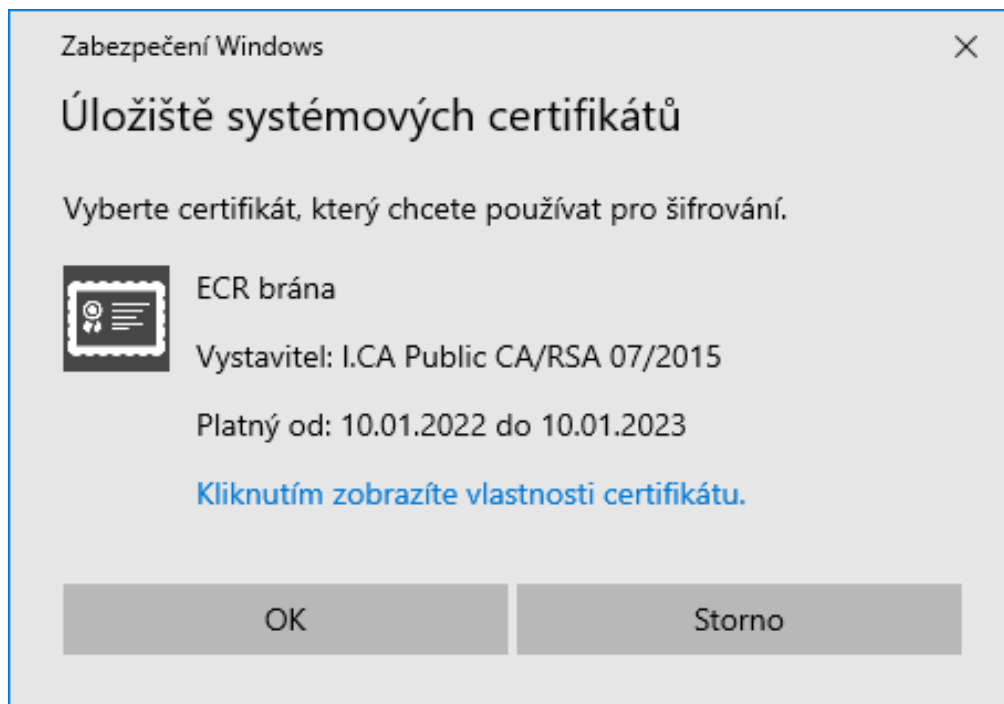 Zabezpečení Windows
Úložiště systémových certifikátů
Vyberte certifikát, který chcete používat pro šifrování.
ECR brána
Vystavitel: I.CA Public CA/RSA 07/2015
Platný od: 10.01.2022 do 10.01.2023
Kliknutím zobrazíte vlastnosti certifikátu.
OK
Storno